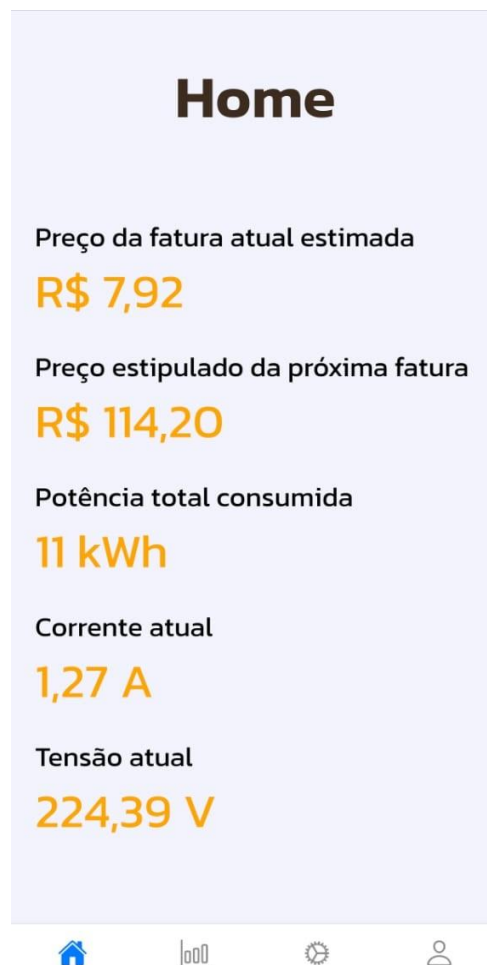 Home
Preço da fatura atual estimada
R$ 7,92
Preço estipulado da próxima fatura
R$ 114,20
Potência total consumida
11 kWh
Corrente atual
1,27 A
Tensão atual
224,39 V